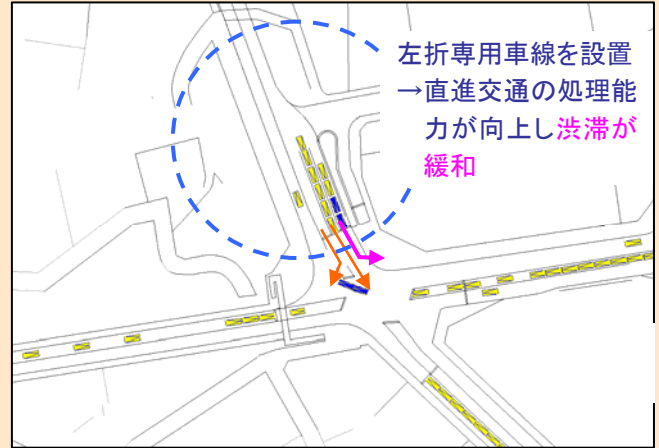 左折専用車線を設置
→直進交通の処理能
力が向上し渋滞が
緩和